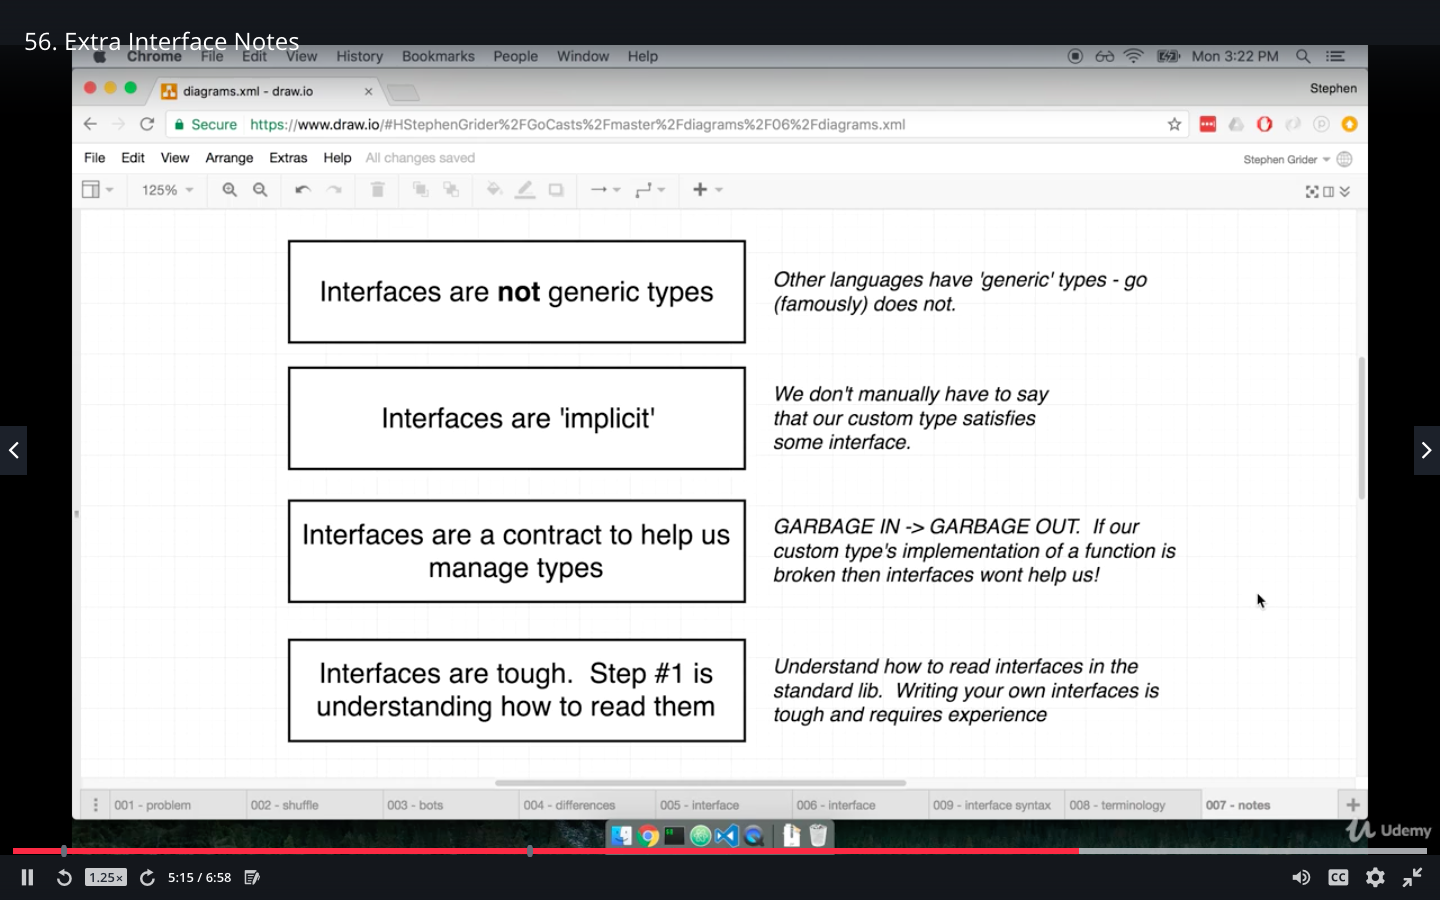 56. Extra Interface Notes
Chrome File Edit View History Bookmarks People Window Help Mon 3:22 PM
diagrams.xml - draw.io
Stephen
Secure https://www.draw.io/#HStephenGrider%2FGoCasts%2Fmaster%2Fdiagrams%2F06%2Fdiagrams.xml
File Edit View Arrange Extras Help All changes saved
Stephen Grider
125%
Interfaces are not generic types
Other languages have 'generic' types - go
(famously) does not.
Interfaces are 'implicit'
We don't manually have to say
that our custom type satisfies
some interface.
Interfaces are a contract to help us
manage types
GARBAGE IN -> GARBAGE OUT. If our
custom type's implementation of a function is
broken then interfaces wont help us!
Interfaces are tough. Step #1 is
understanding how to read them
Understand how to read interfaces in the
standard lib. Writing your own interfaces is
tough and requires experience
001 - problem 002 - shuffle 003 - bots 004 - differences 005 - interface 006 - interface 009 - interface syntax 008 - terminology 007 - notes
Udemy
1.25x 5:15 / 6:58 CC